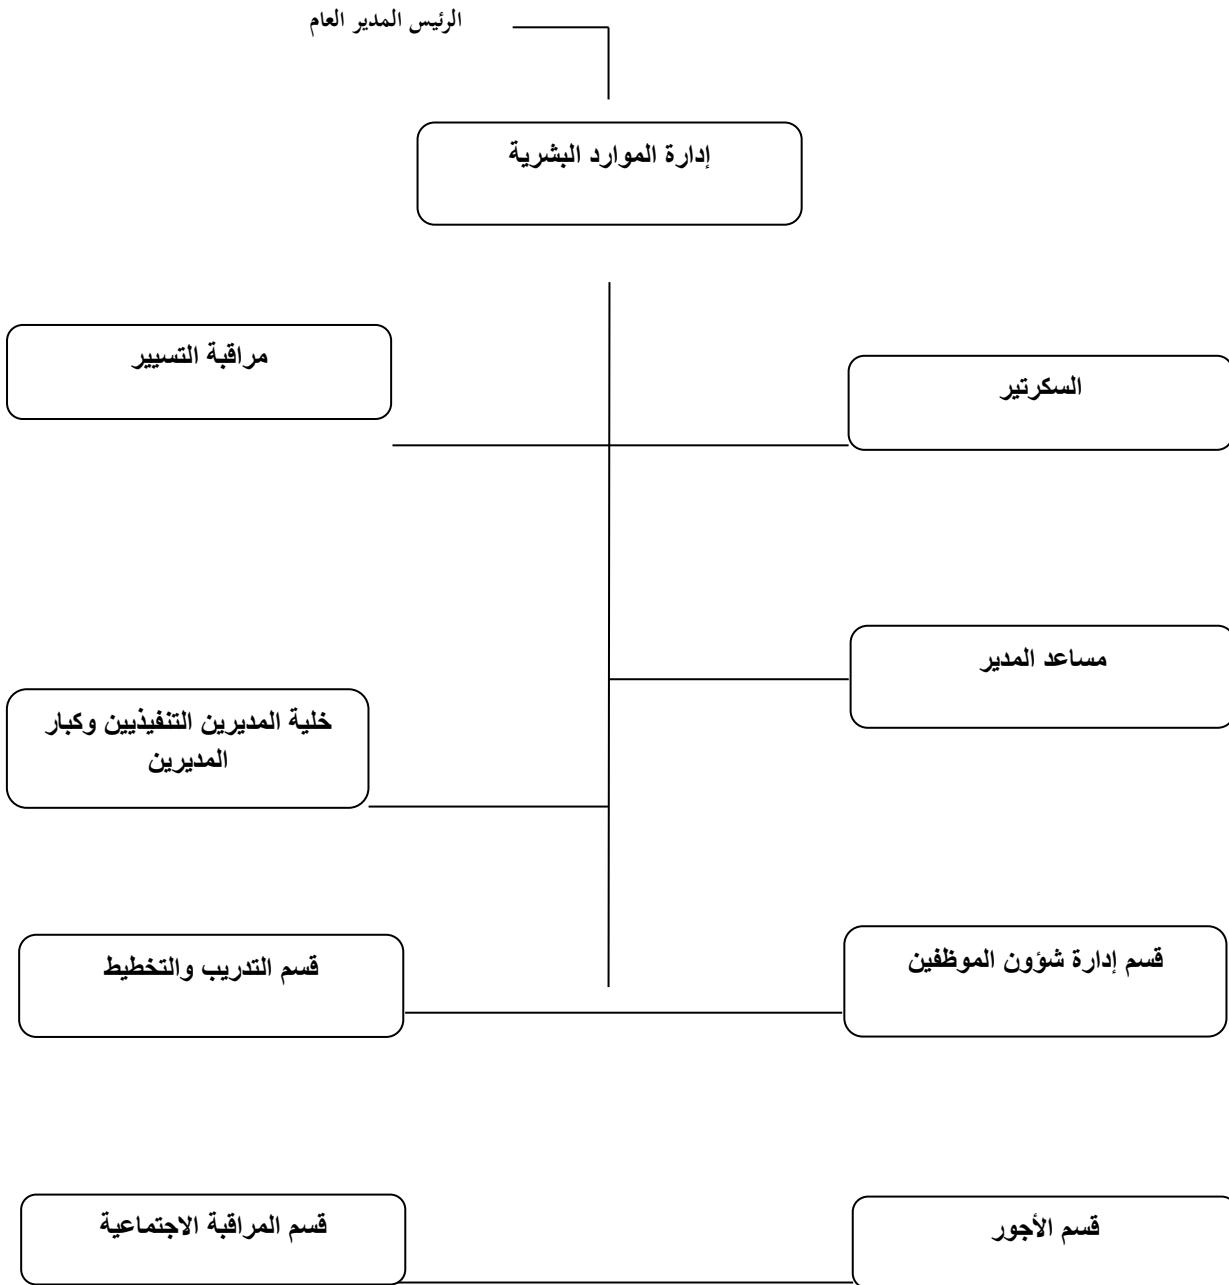 الرئيس المدير العام
إدارة الموارد البشرية
مراقبة التسيير
السكرتير
مساعد المدير
خلية المديرين التنفيذيين وكبار
المديرين
قسم إدارة شؤون الموظفين
قسم التدريب والتخطيط
قسم الأجور
قسم المراقبة الاجتماعية